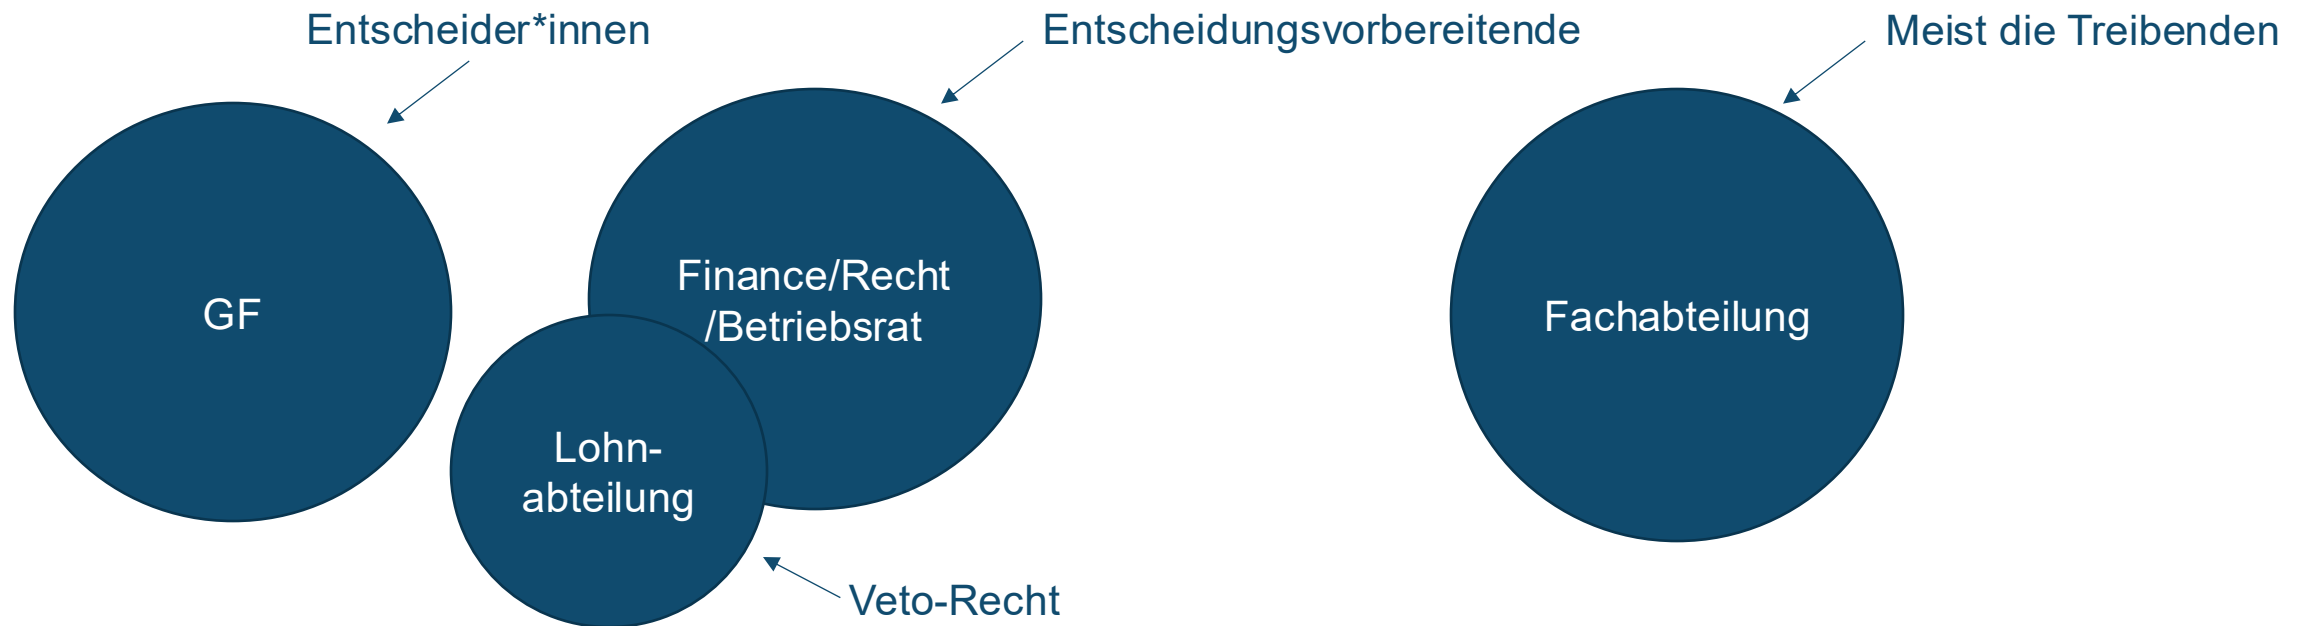 Entscheider*innen
Entscheidungsvorbereitende
Meist die Treibenden
GF
Finance/Recht
/Betriebsrat
Fachabteilung
Lohn-
abteilung
Veto-Recht